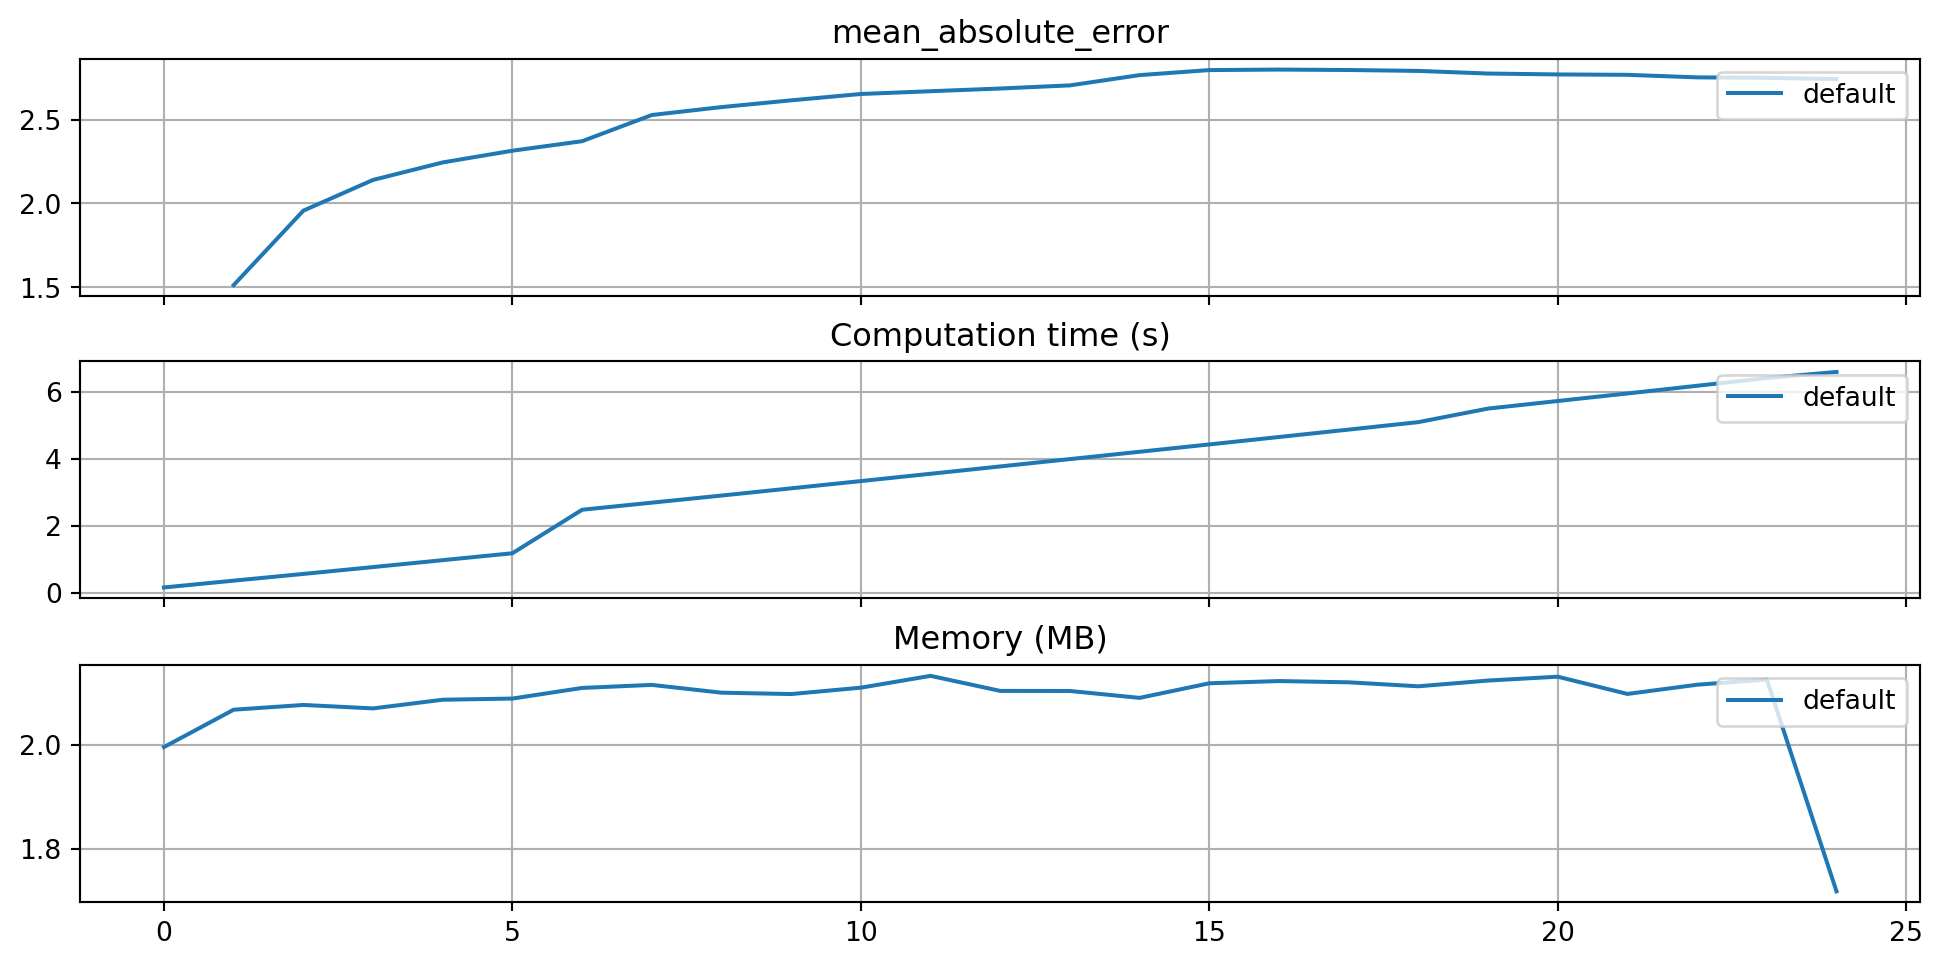 mean_absolute_error
2.5
2.0
1.5
default
Computation time (s)
6
4
2
0
default
Memory (MB)
2.0
1.8
default
0 5 10 15 20 25